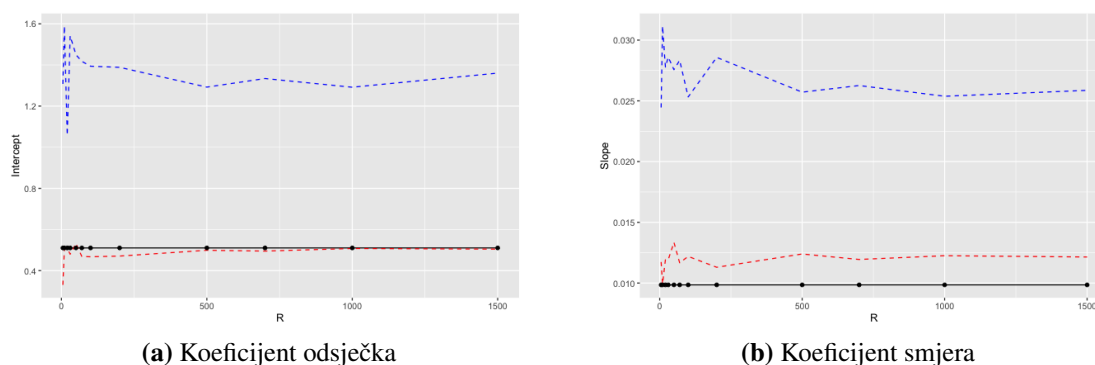 1.6
1.2
0.8
0.4
Intercept
0
500
1000
1500
R
(a) Koeficijent odsječka
0.030
0.025
0.020
0.015
0.010
Slope
0
500
1000
1500
R
(b) Koeficijent smjera